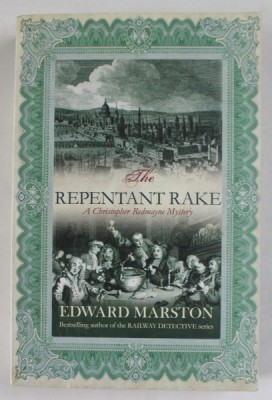 The
REPENTANT RAKE
A Christopher Redmayne Mystery
EDWARD MARSTON
Bestselling author of the RAILWAY DETECTIVE series